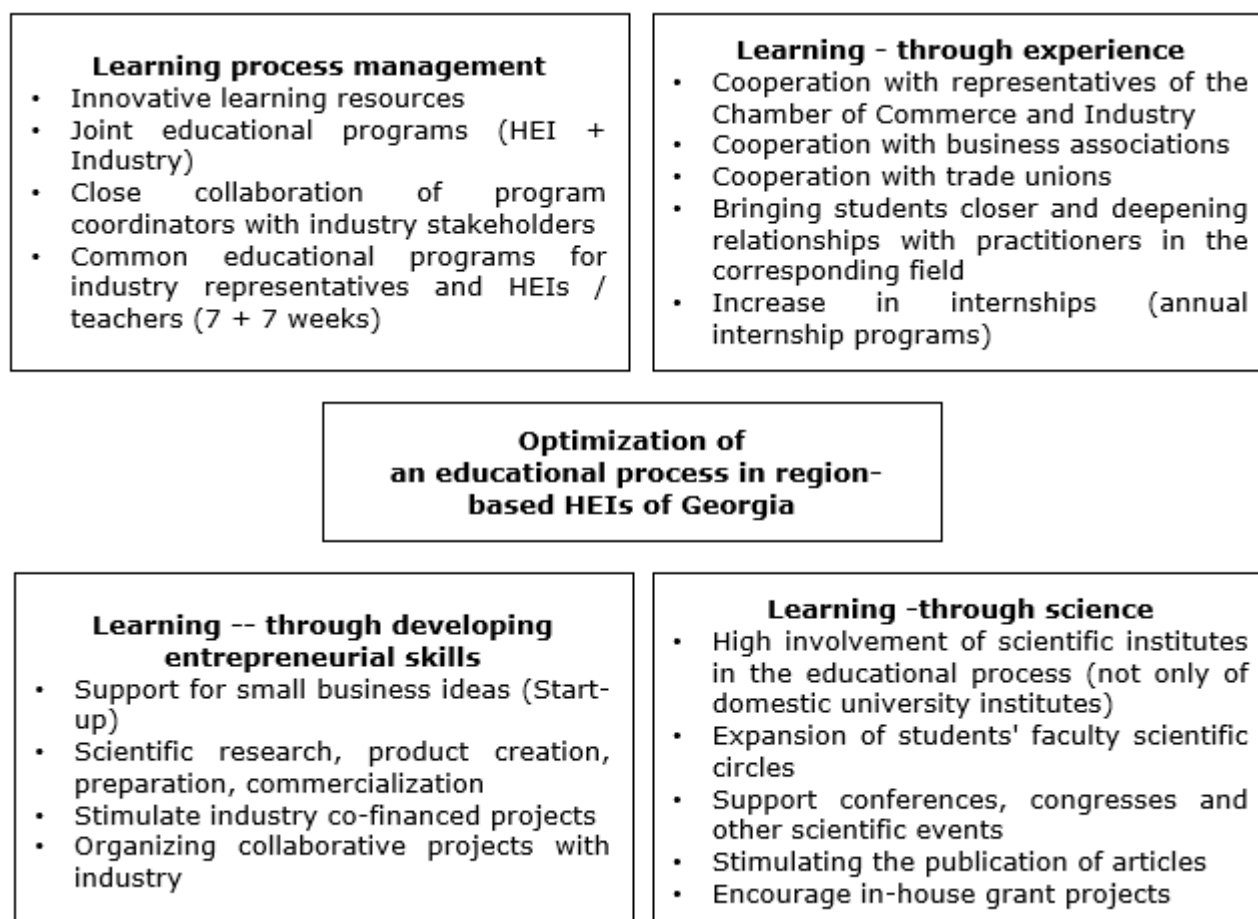 Learning process management
• Innovative learning resources
• Joint educational programs (HEI +
Industry)
• Close collaboration of program
coordinators with industry stakeholders
• Common educational programs for
industry representatives and HEIs /
teachers (7 + 7 weeks)
Learning - through experience
• Cooperation with representatives of the
Chamber of Commerce and Industry
• Cooperation with business associations
• Cooperation with trade unions
• Bringing students closer and deepening
relationships with practitioners in the
corresponding field
• Increase in internships (annual
internship programs)
Optimization of
an educational process in region-
based HEIs of Georgia
Learning -- through developing
entrepreneurial skills
• Support for small business ideas (Start-
up)
• Scientific research, product creation,
preparation, commercialization
• Stimulate industry co-financed projects
• Organizing collaborative projects with
industry
Learning -through science
• High involvement of scientific institutes
in the educational process (not only of
domestic university institutes)
• Expansion of students' faculty scientific
circles
• Support conferences, congresses and
other scientific events
• Stimulating the publication of articles
• Encourage in-house grant projects